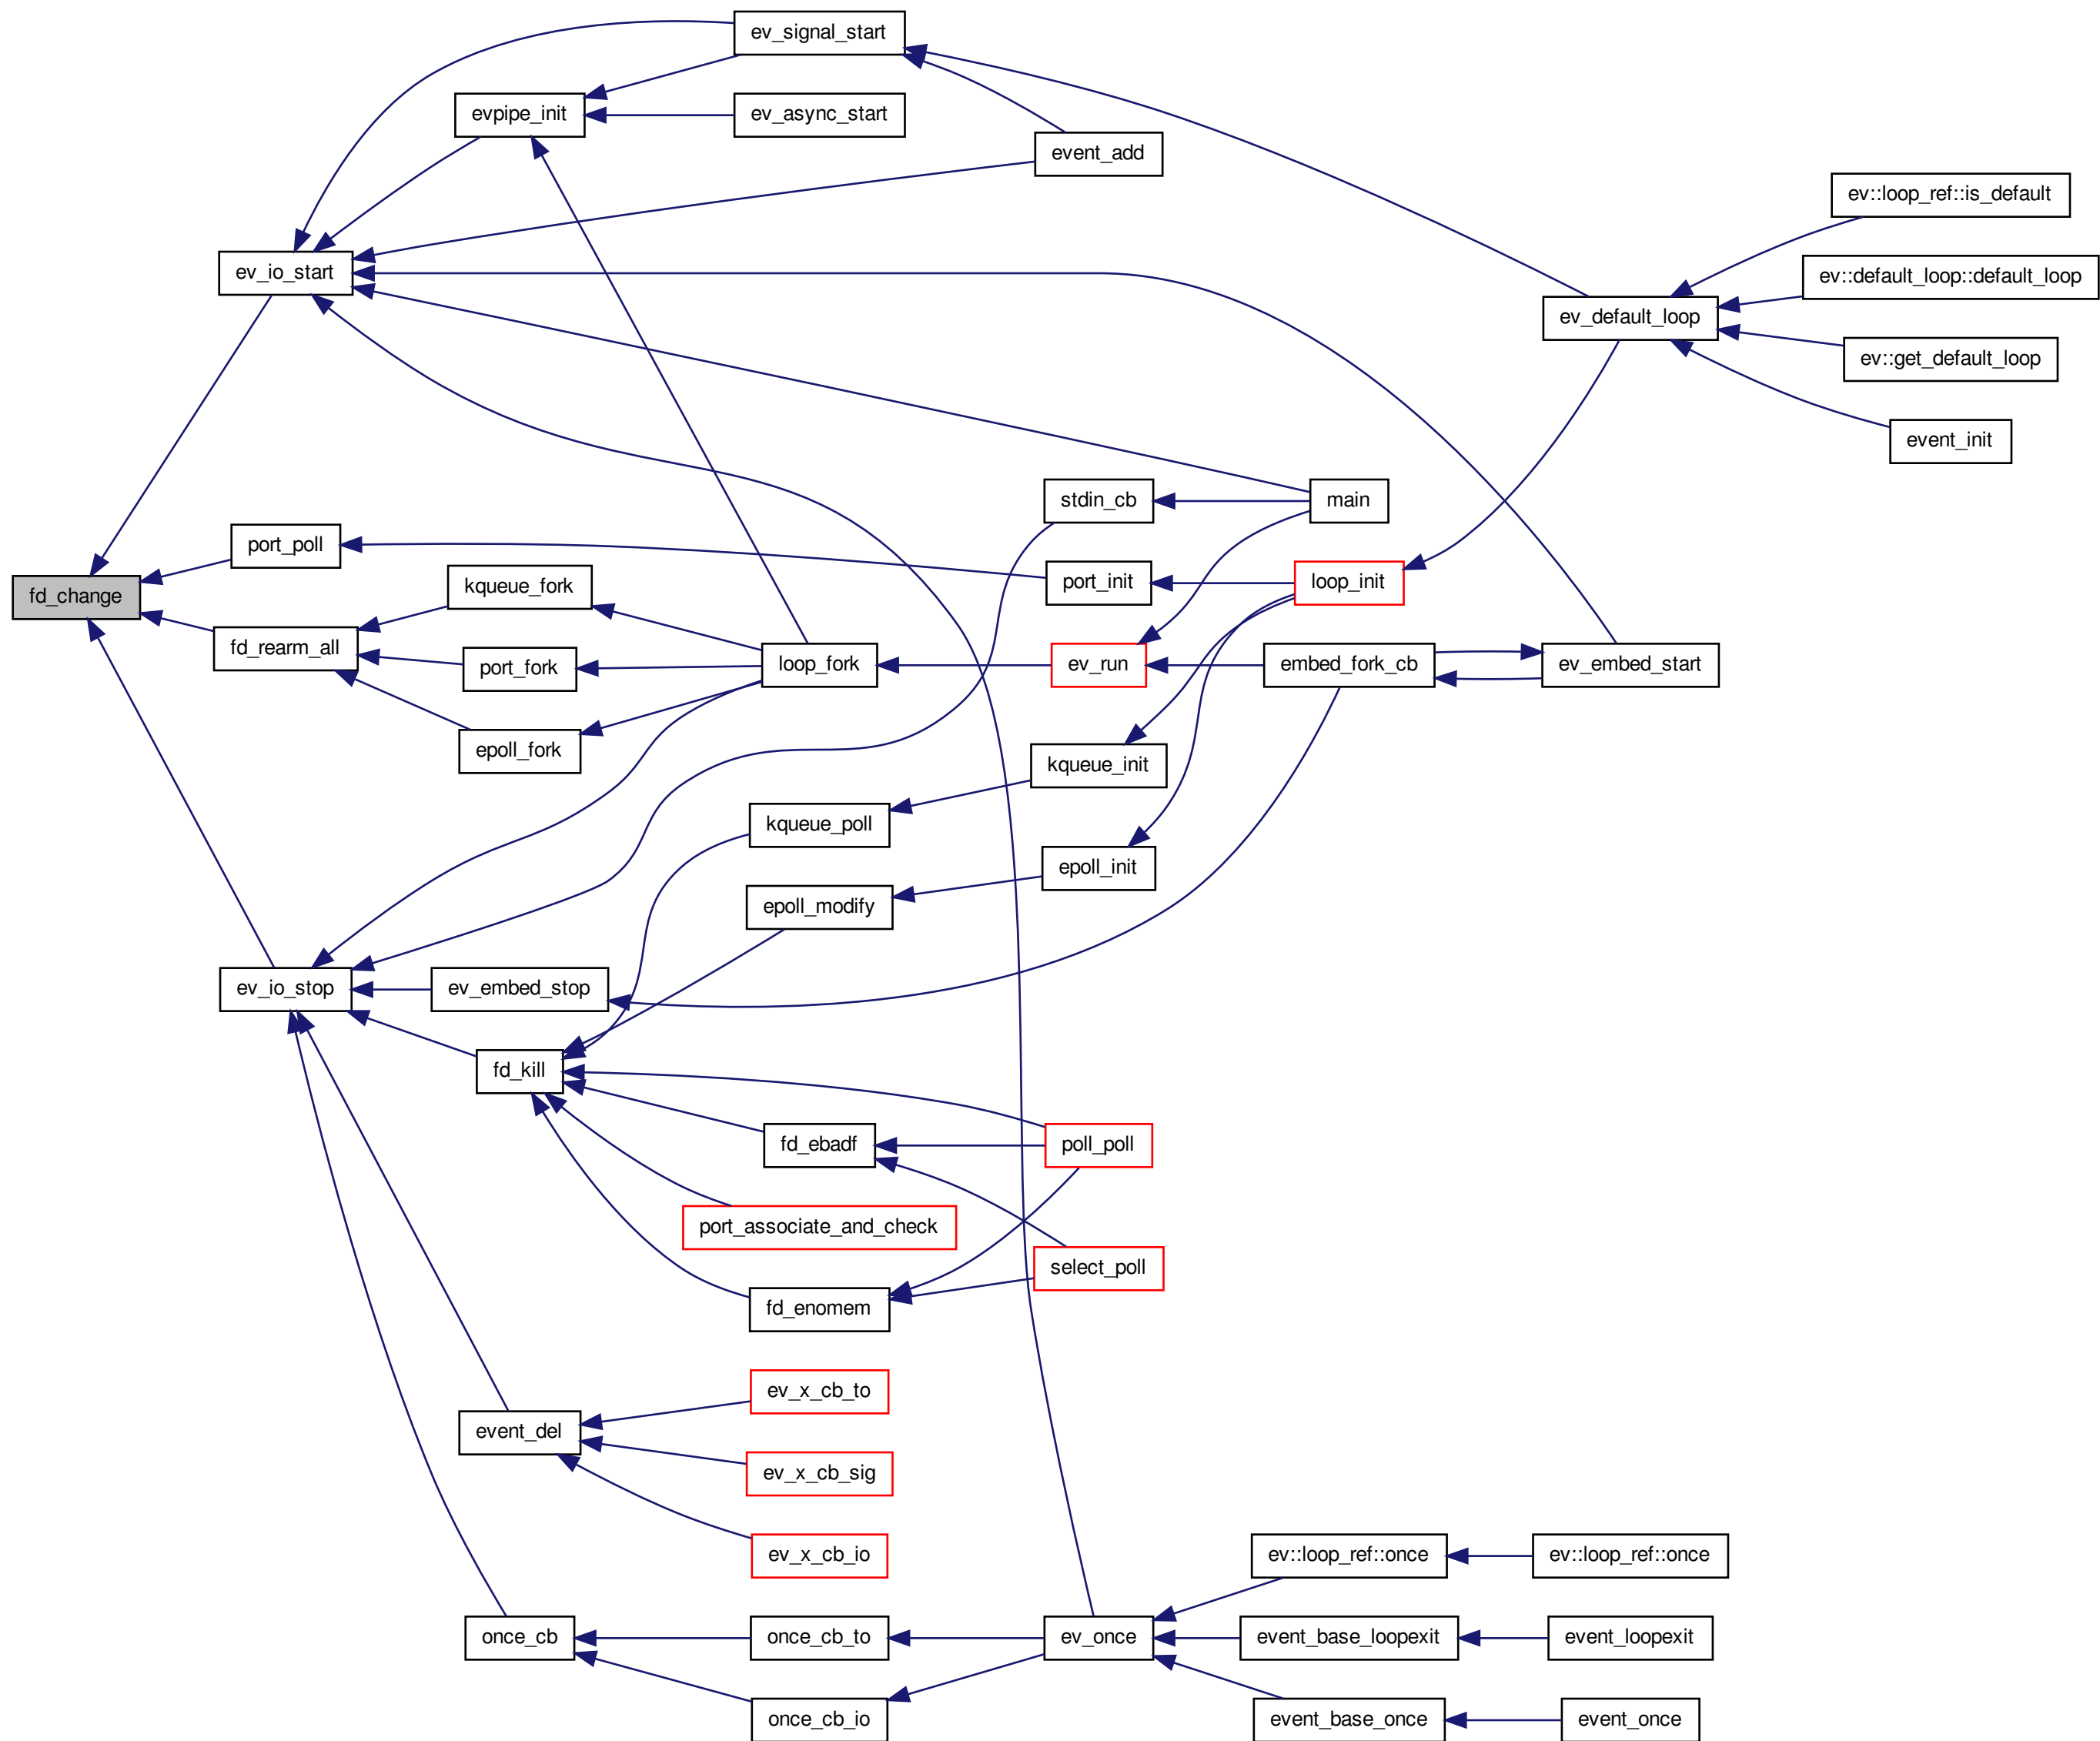 ev_signal_start
evpipe_init
ev_async_start
event_add
ev::loop_ref::is_default
ev_io_start
ev::default_loop::default_loop
ev_default_loop
ev::get_default_loop
event_init
stdin_cb
main
port_poll
fd_change
kqueue_fork
port_init
loop_init
fd_rearm_all
port_fork
loop_fork
ev_run
embed_fork_cb
ev_embed_start
epoll_fork
kqueue_init
kqueue_poll
epoll_init
epoll_modify
ev_io_stop
ev_embed_stop
fd_kill
fd_ebadf
poll_poll
port_associate_and_check
select_poll
fd_enomem
ev_x_cb_to
event_del
ev_x_cb_sig
ev_x_cb_io
ev::loop_ref::once
ev::loop_ref::once
once_cb
once_cb_to
ev_once
event_base_loopexit
event_loopexit
once_cb_io
event_base_once
event_once